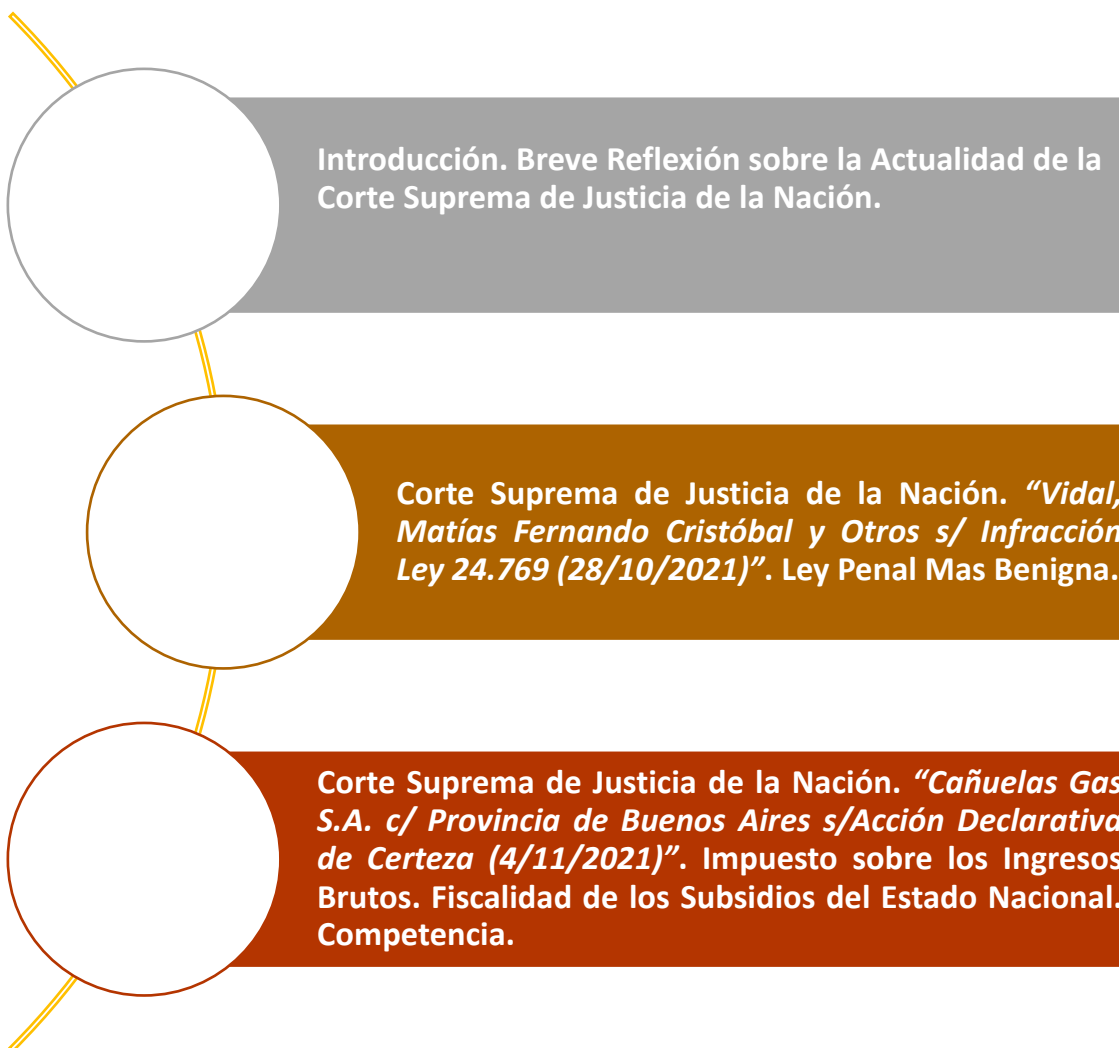 Introducción. Breve Reflexión sobre la Actualidad de la
Corte Suprema de Justicia de la Nación.
Corte Suprema de Justicia de la Nación. “Vidal,
Matías Fernando Cristóbal y Otros s/ Infracción
Ley 24.769 (28/10/2021)”. Ley Penal Mas Benigna.
Corte Suprema de Justicia de la Nación. “Cañuelas Gas
S.A. c/ Provincia de Buenos Aires s/Acción Declarativa
de Certeza (4/11/2021)”. Impuesto sobre los Ingresos
Brutos. Fiscalidad de los Subsidios del Estado Nacional.
Competencia.